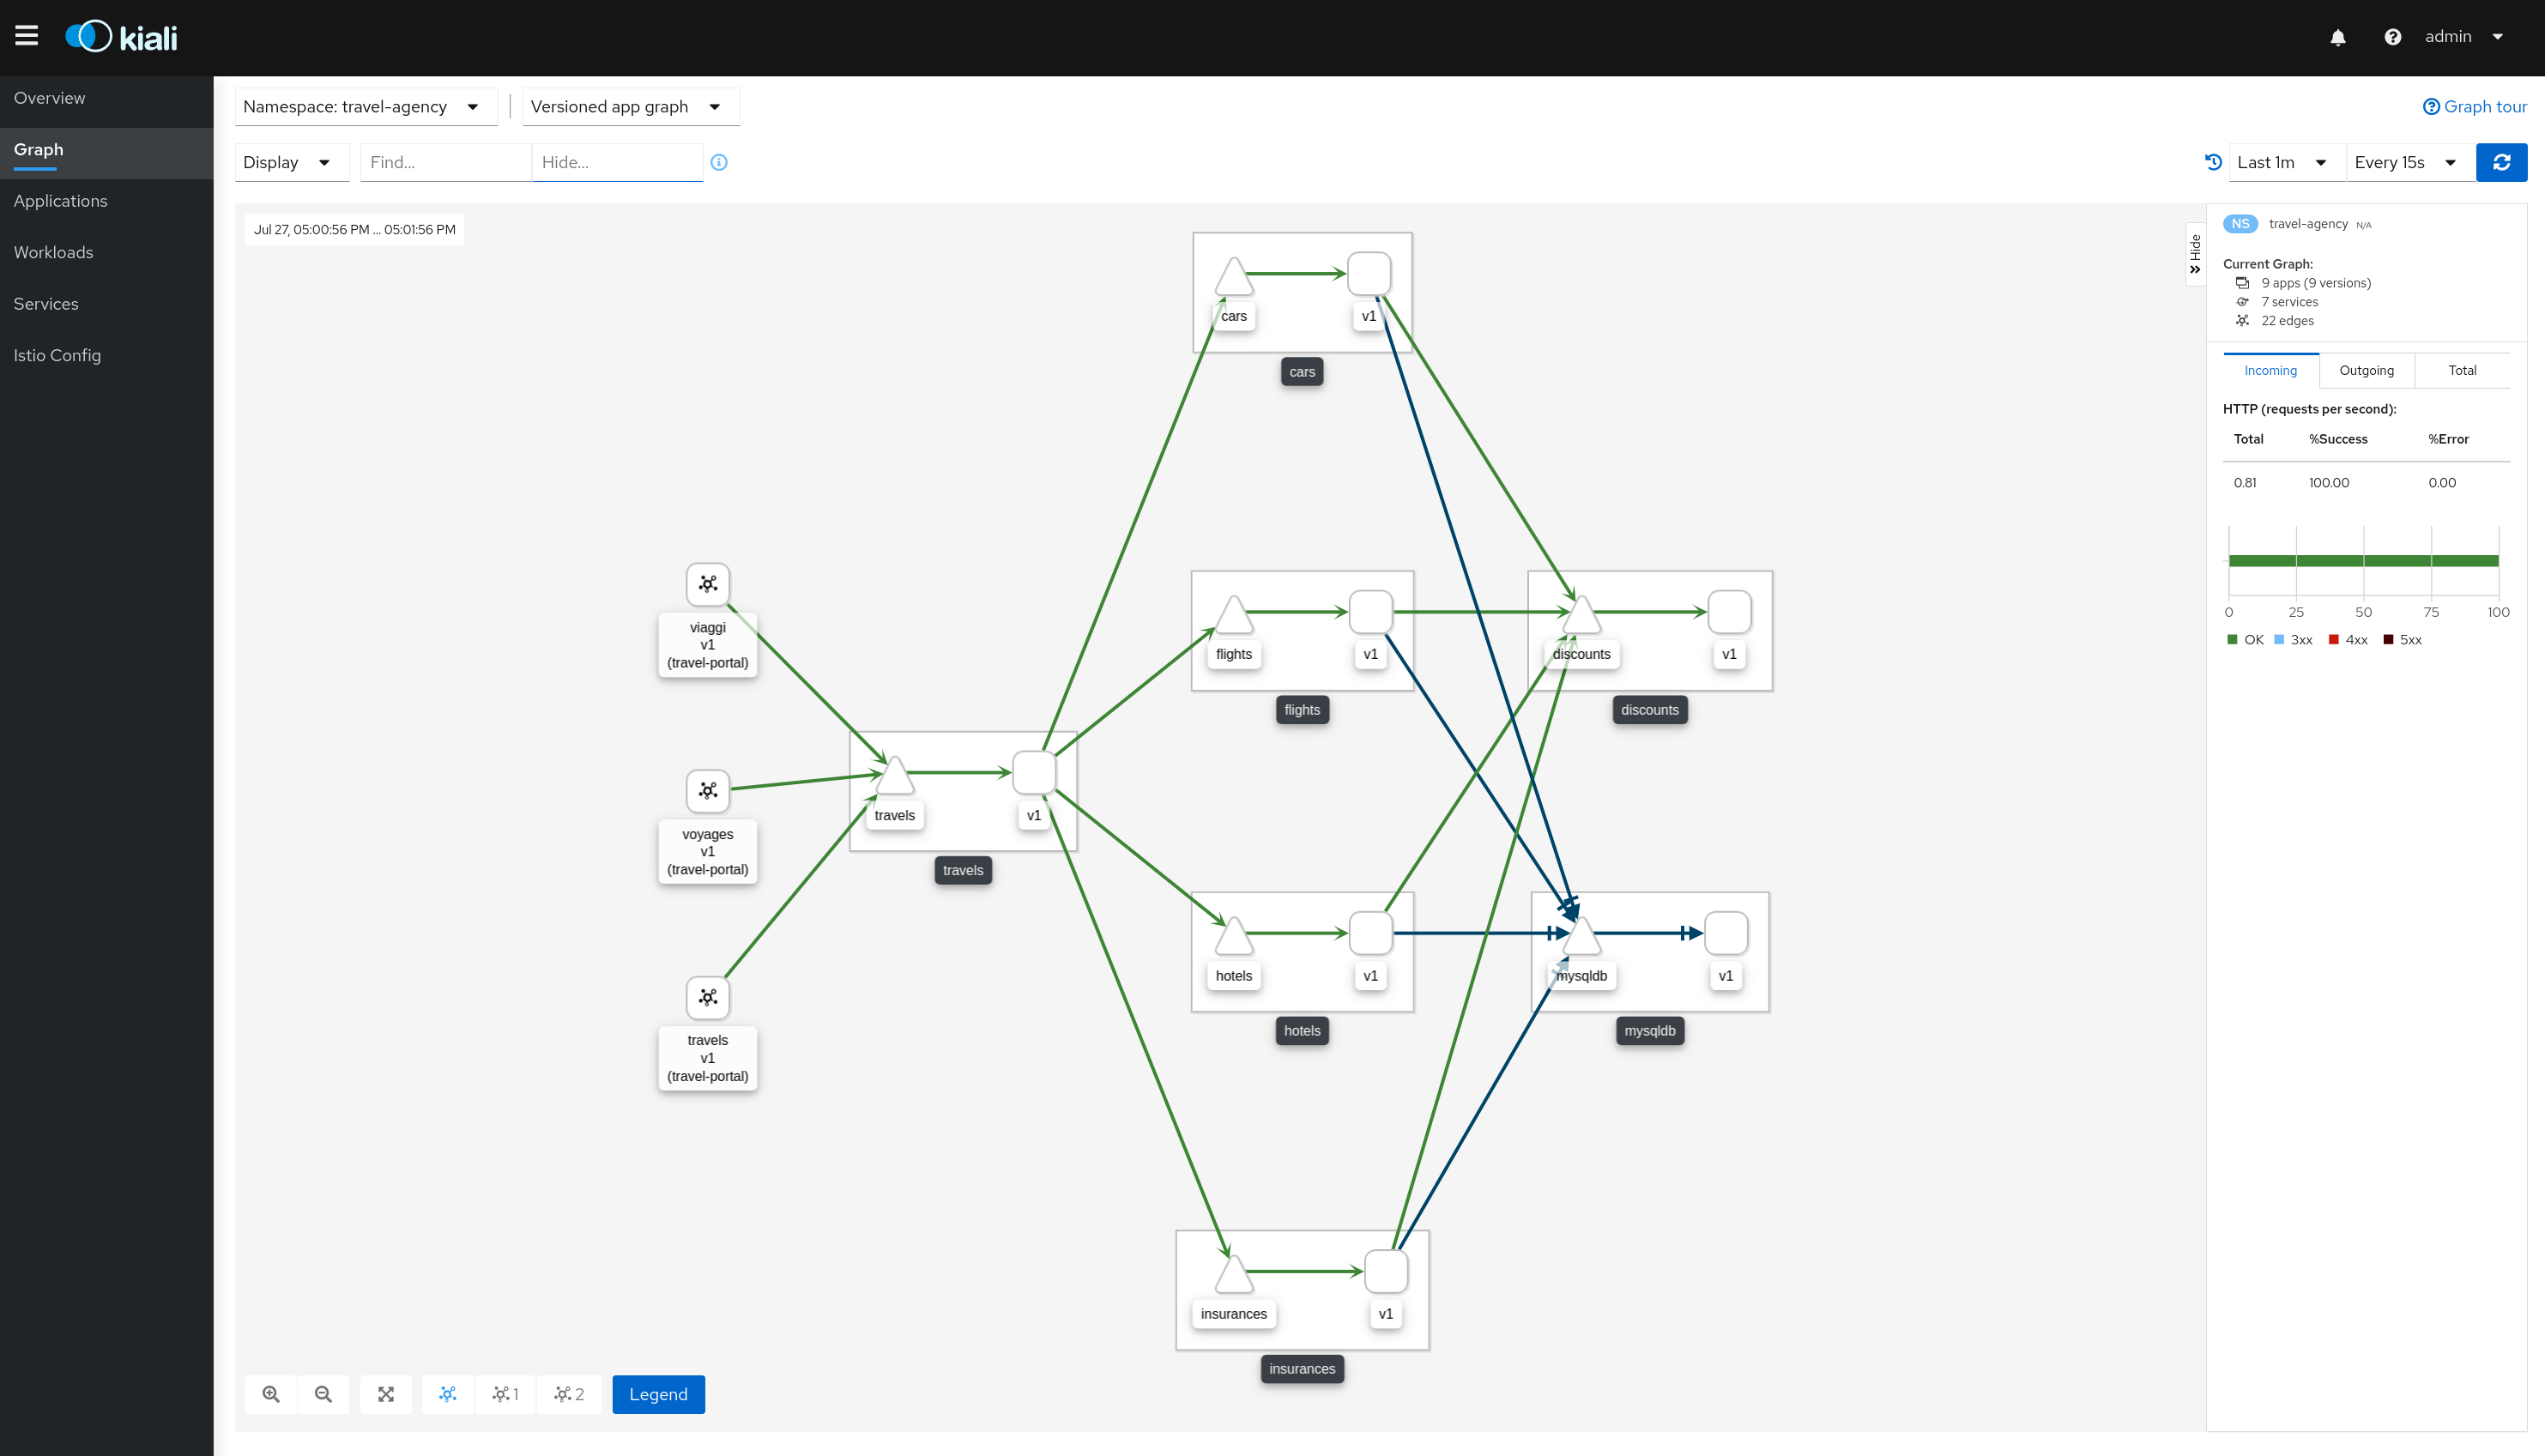 kiali
admin
Overview
Graph
Applications
Workloads
Services
Istio Config
Namespace: travel-agency
Versioned app graph
Graph tour
Display
Find...
Hide...
Last 1m
Every 15s
Jul 27, 05:00:56 PM ... 05:01:56 PM
cars
v1
cars
viaggi
v1
(travel-portal)
flights
v1
flights
discounts
v1
discounts
voyages
v1
(travel-portal)
travels
v1
travels
travels
v1
(travel-portal)
hotels
v1
hotels
mysqldb
v1
mysqldb
insurances
v1
insurances
1
2
Legend
Hide
NS travel-agency N/A
Current Graph:
9 apps (9 versions)
7 services
22 edges
Incoming
Outgoing
Total
HTTP (requests per second):
Total %Success %Error
0.81 100.00 0.00
0 25 50 75 100
OK 3xx 4xx 5xx